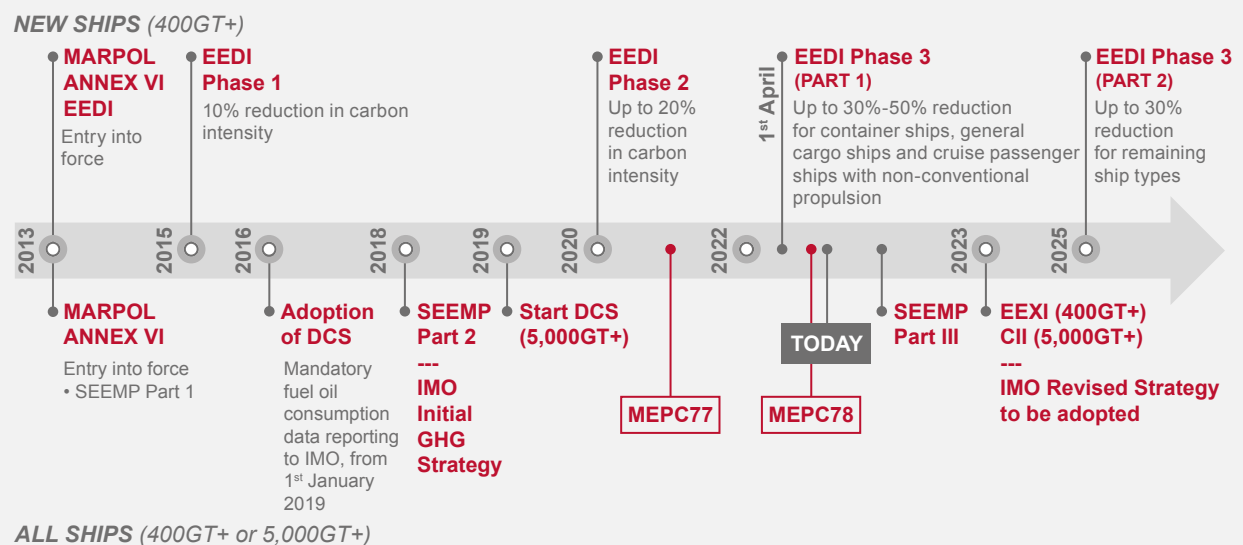 NEW SHIPS (400GT+)
MARPOL
ANNEX VI
EEDI
Entry into
force
EEDI
Phase 1
10% reduction in carbon
intensity
EEDI
Phase 2
Up to 20%
reduction
in carbon
intensity
1st April
EEDI Phase 3
(PART 1)
Up to 30%-50% reduction
for container ships, general
cargo ships and cruise passenger
ships with non-conventional
propulsion
EEDI Phase 3
(PART 2)
Up to 30%
reduction
for remaining
ship types
2013
2015
2016
2018
2019
2020
2022
2023
2025
MARPOL
ANNEX VI
Entry into force
• SEEMP Part 1
Adoption
of DCS
Mandatory
fuel oil
consumption
data reporting
to IMO, from
1st January
2019
SEEMP
Part 2
---
IMO
Initial
GHG
Strategy
Start DCS
(5,000GT+)
MEPC77
TODAY
MEPC78
SEEMP
Part III
EEXI (400GT+)
CII (5,000GT+)
---
IMO Revised Strategy
to be adopted
ALL SHIPS (400GT+ or 5,000GT+)